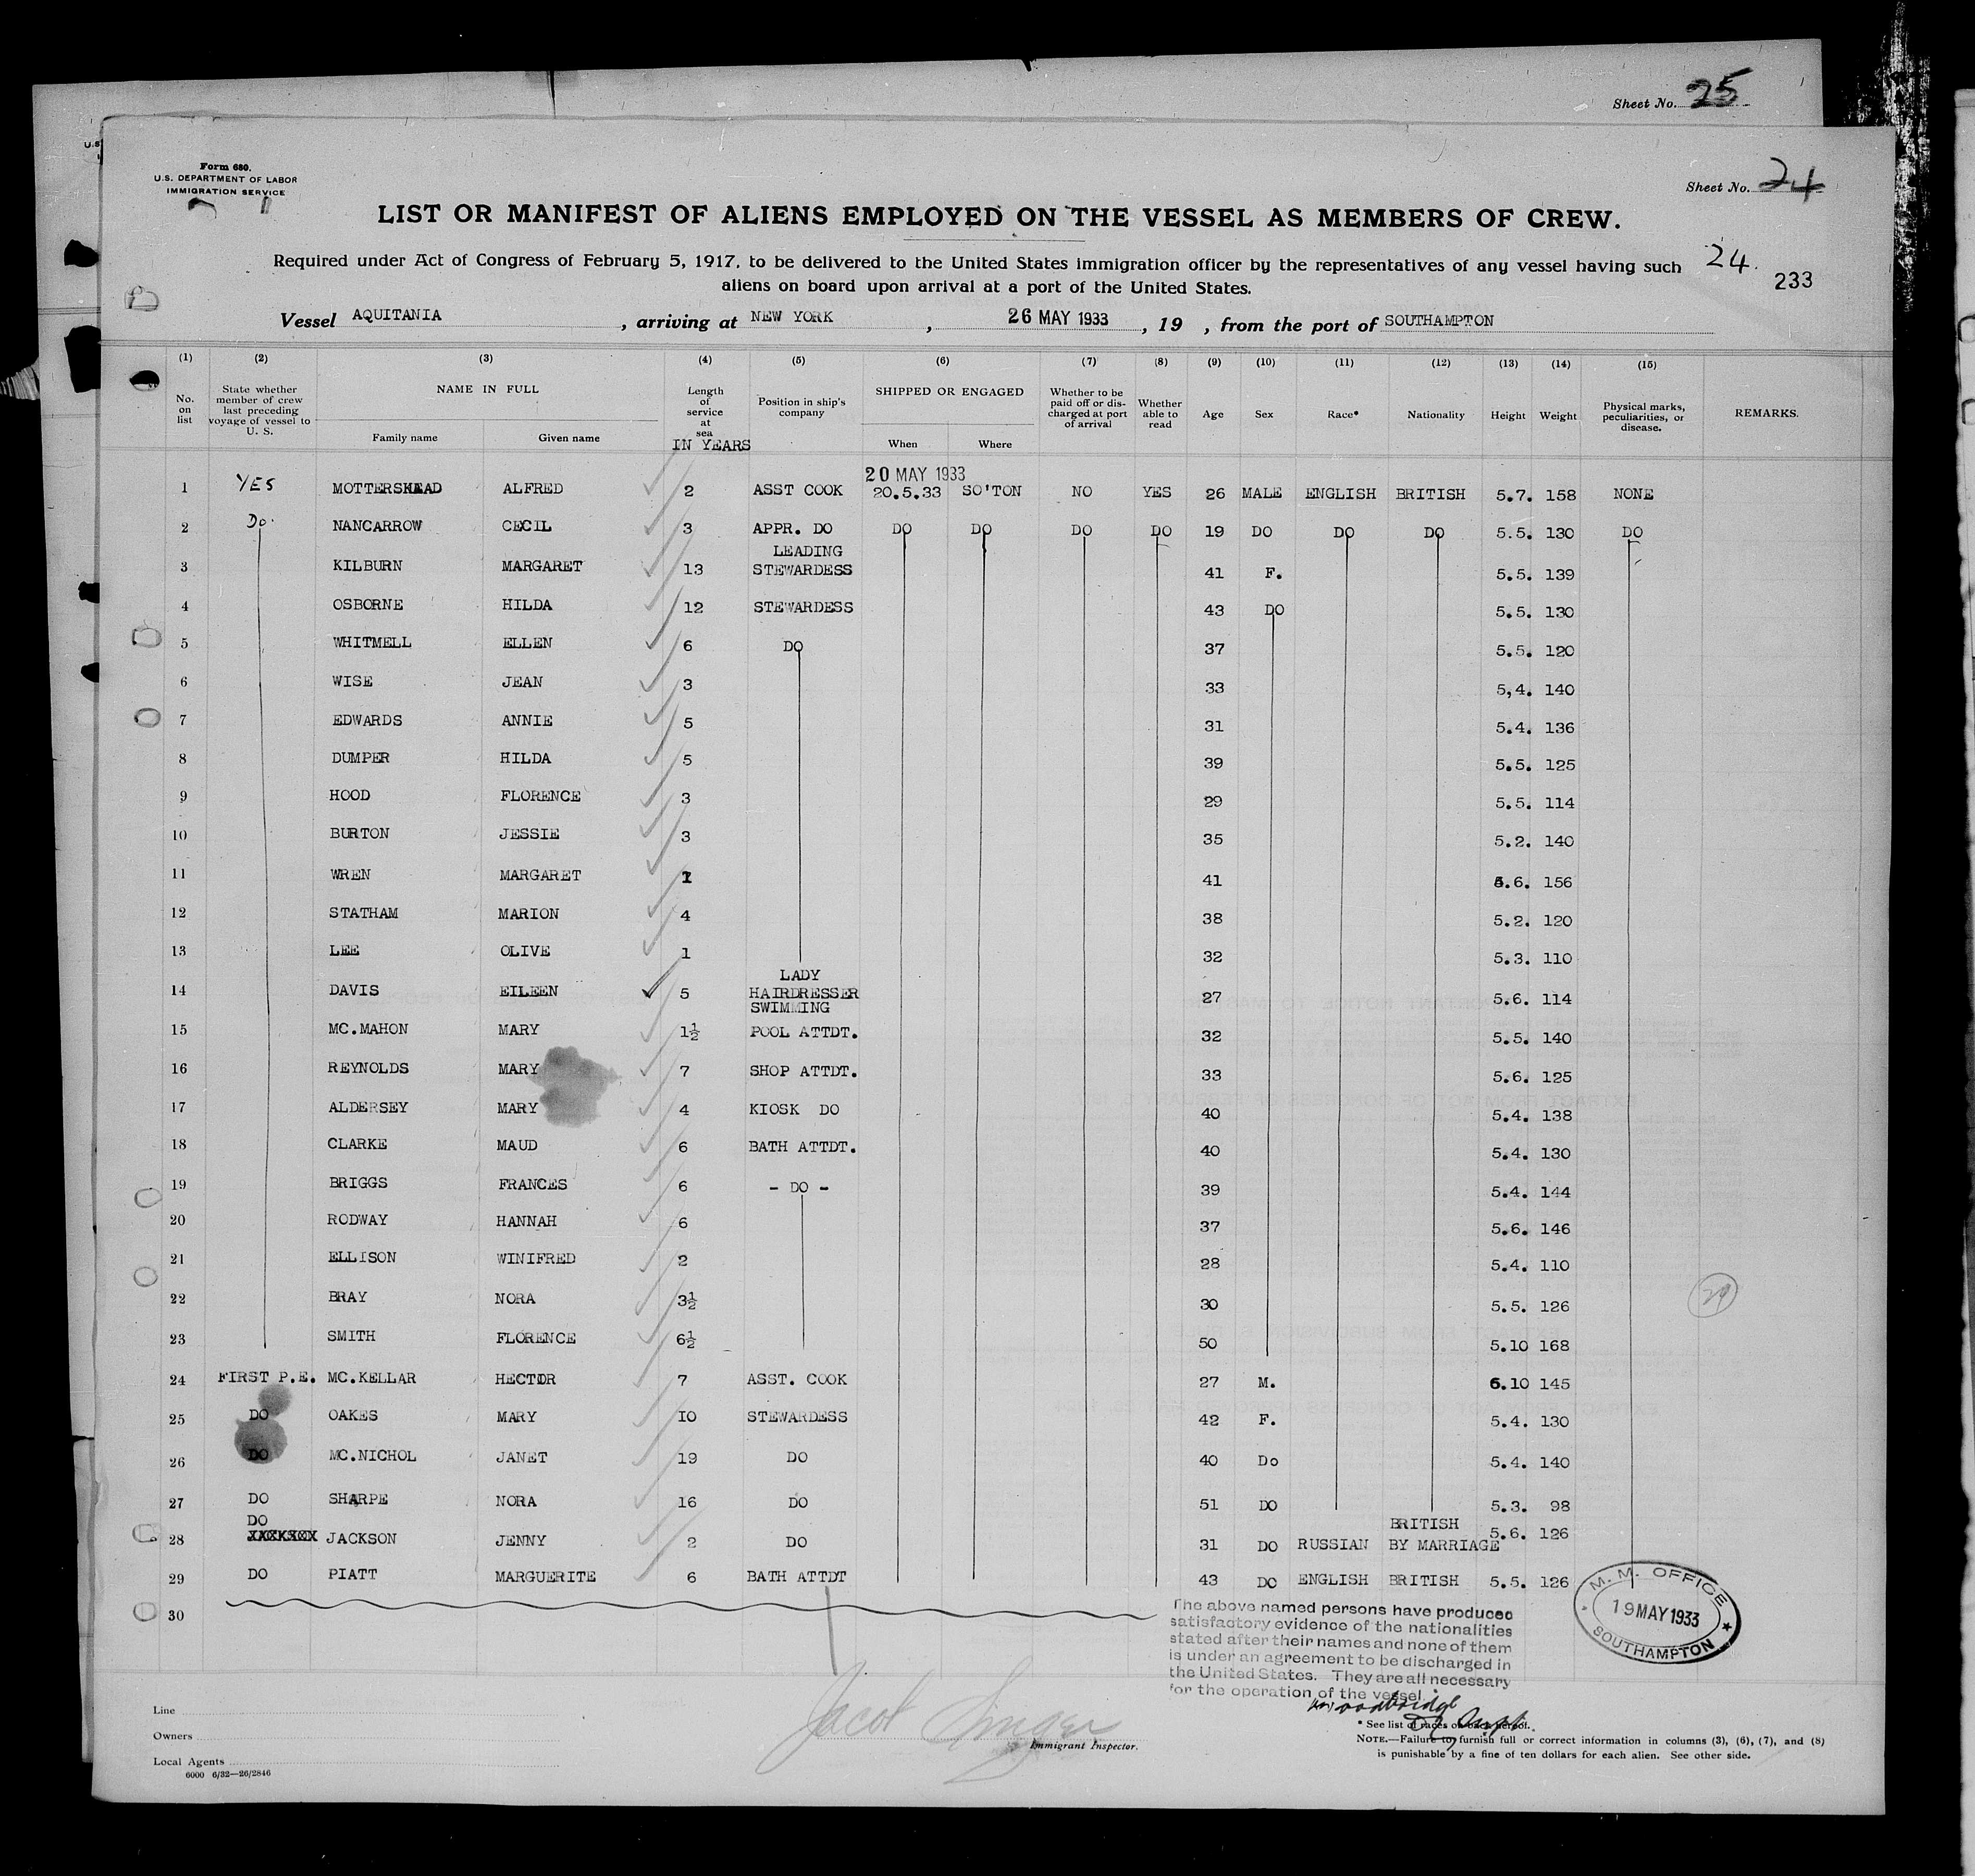 Sheet No. 25
Form 680.
U.S. DEPARTMENT OF LABOR
IMMIGRATION SERVICE
Sheet No. 24
LIST OR MANIFEST OF ALIENS EMPLOYED ON THE VESSEL AS MEMBERS OF CREW.
Required under Act of Congress of February 5, 1917, to be delivered to the United States immigration officer by the representatives of any vessel having such
aliens on board upon arrival at a port of the United States.
24.
233
Vessel AQUITANIA , arriving at NEW YORK , 26 MAY 1933 , 19 , from the port of SOUTHAMPTON
(1) (2) (3) (4) (5) (6) (7) (8) (9) (10) (11) (12) (13) (14) (15)
No. on list
State whether member of crew last preceding voyage of vessel to U. S.
NAME IN FULL
Family name Given name
Length of service at sea
IN YEARS
Position in ship's company
SHIPPED OR ENGAGED
When Where
Whether to be paid off or discharged at port of arrival
Whether able to read
Age Sex Race* Nationality Height Weight
Physical marks, peculiarities, or disease.
REMARKS.
20 MAY 1933
1 YES MOTTERSHEAD ALFRED 2 ASST COOK 20.5.33 SO'TON NO YES 26 MALE ENGLISH BRITISH 5.7. 158 NONE
2 Do. NANCARROW CECIL 3 APPR. DO DO DO DO DO 19 DO DO DO 5.5. 130 DO
3 KILBURN MARGARET 13 LEADING STEWARDESS 41 F. 5.5. 139
4 OSBORNE HILDA 12 STEWARDESS 43 DO 5.5. 130
5 WHITMELL ELLEN 6 DO 37 5.5. 120
6 WISE JEAN 3 33 5,4. 140
7 EDWARDS ANNIE 5 31 5.4. 136
8 DUMPER HILDA 5 39 5.5. 125
9 HOOD FLORENCE 3 29 5.5. 114
10 BURTON JESSIE 3 35 5.2. 140
11 WREN MARGARET 41 5.6. 156
12 STATHAM MARION 4 38 5.2. 120
13 LEE OLIVE 1 32 5.3. 110
14 DAVIS EILEEN 5 LADY HAIRDRESSER 27 5.6. 114
15 MC.MAHON MARY 1½ SWIMMING POOL ATTDT. 32 5.5. 140
16 REYNOLDS MARY 7 SHOP ATTDT. 33 5.6. 125
17 ALDERSEY MARY 4 KIOSK DO 40 5.4. 138
18 CLARKE MAUD 6 BATH ATTDT. 40 5.4. 130
19 BRIGGS FRANCES 6 - DO - 39 5.4. 144
20 RODWAY HANNAH 6 37 5.6. 146
21 ELLISON WINIFRED 2 28 5.4. 110
22 BRAY NORA 3½ 30 5.5. 126
23 SMITH FLORENCE 6½ 50 5.10 168
24 FIRST P.E. MC.KELLAR HECTOR 7 ASST. COOK 27 M. 6.10 145
25 DO OAKES MARY 10 STEWARDESS 42 F. 5.4. 130
26 DO MC.NICHOL JANET 19 DO 40 Do 5.4. 140
27 DO SHARPE NORA 16 DO 51 DO 5.3. 98
28 DO JACKSON JENNY 2 DO 31 DO RUSSIAN BRITISH BY MARRIAGE 5.6. 126
29 DO PIATT MARGUERITE 6 BATH ATTDT 43 DO ENGLISH BRITISH 5.5. 126
30
The above named persons have produced
satisfactory evidence of the nationalities
stated after their names and none of them
is under an agreement to be discharged in
the United States. They are all necessary
for the operation of the vessel.
M. M. OFFICE
19 MAY 1933
SOUTHAMPTON
Jacob Singer
Immigrant Inspector.
Line
Owners
Local Agents
6000 6/32—26/2846
* See list of races on back hereof.
NOTE.—Failure to furnish full or correct information in columns (3), (6), (7), and (8)
is punishable by a fine of ten dollars for each alien. See other side.